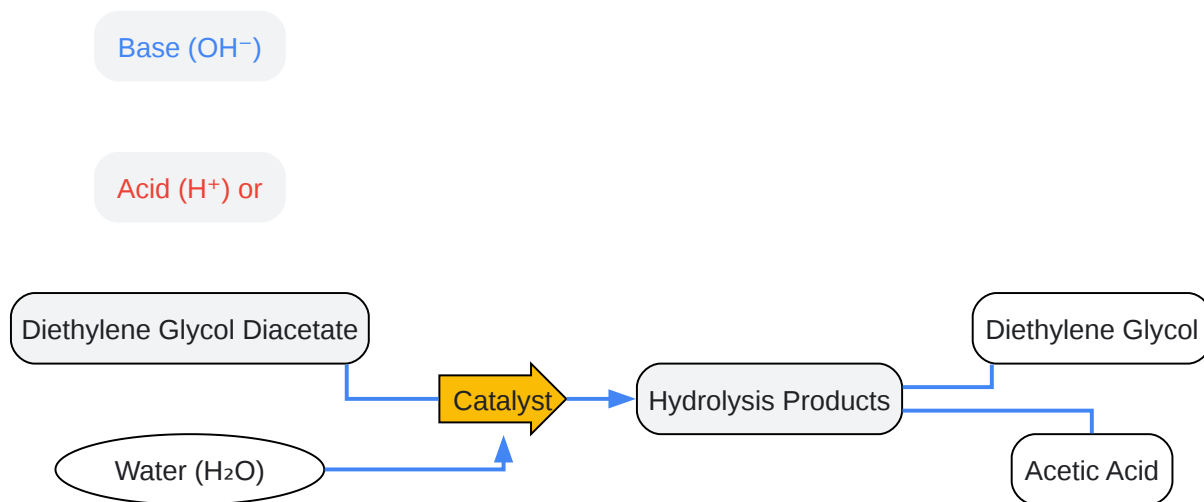 Base (OH⁻)
Acid (H⁺) or
Diethylene Glycol Diacetate
Diethylene Glycol
Catalyst
Hydrolysis Products
Water (H₂O)
Acetic Acid